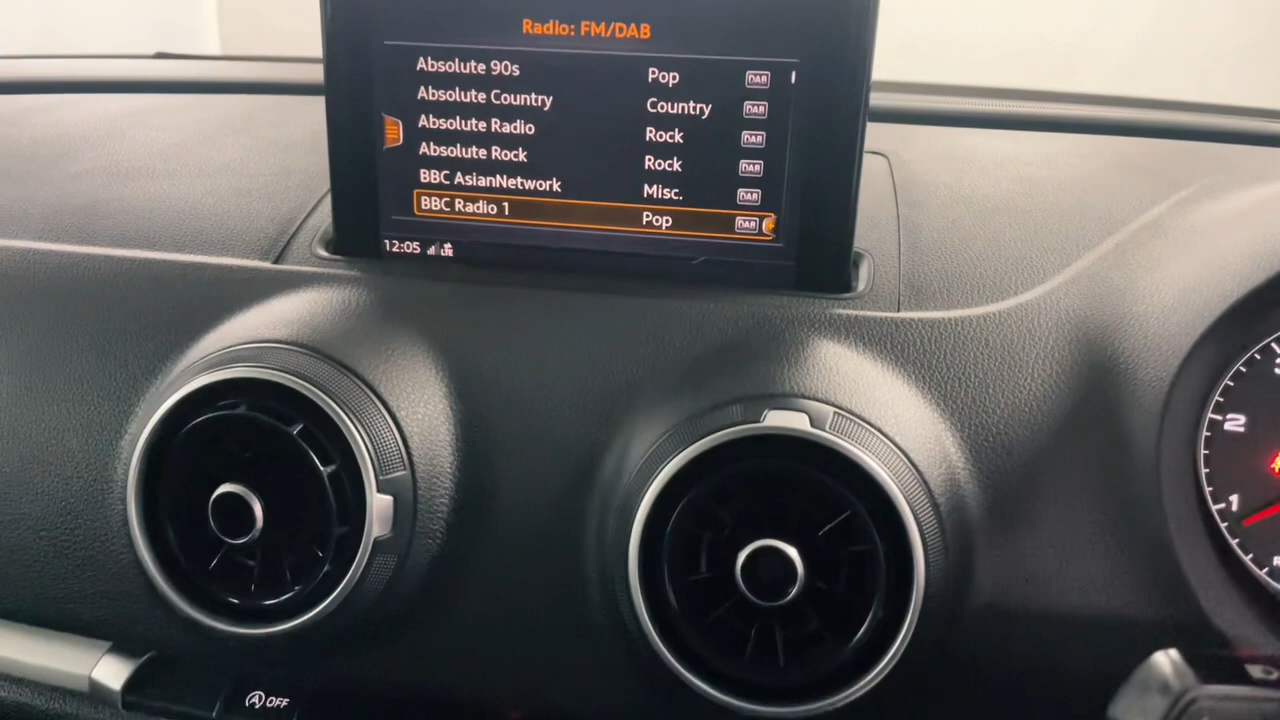 Radio: FM/DAB
Absolute 90s Pop DAB
Absolute Country Country DAB
Absolute Radio Rock DAB
Absolute Rock Rock DAB
BBC AsianNetwork Misc. DAB
BBC Radio 1 Pop DAB
12:05 LTE
2
1
A OFF